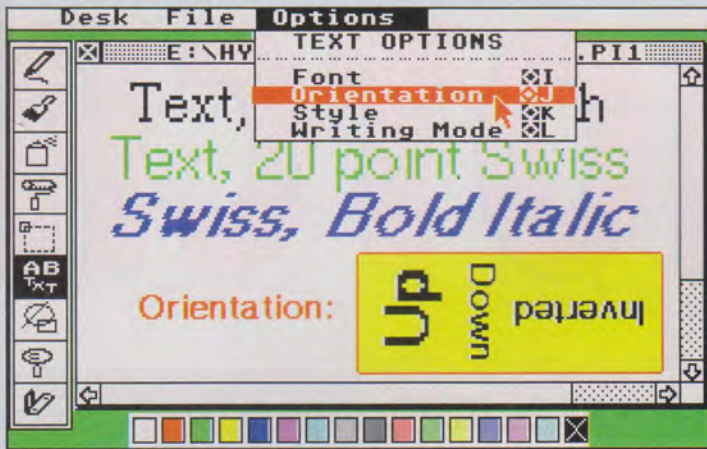 Desk File Options
E:\HY .PI1
TEXT OPTIONS
Font I
Orientation J
Style K
Writing Mode L
Text, h
Text, 20 point Swiss
Swiss, Bold Italic
AB
TXT
Orientation:
Up
Down
Inverted